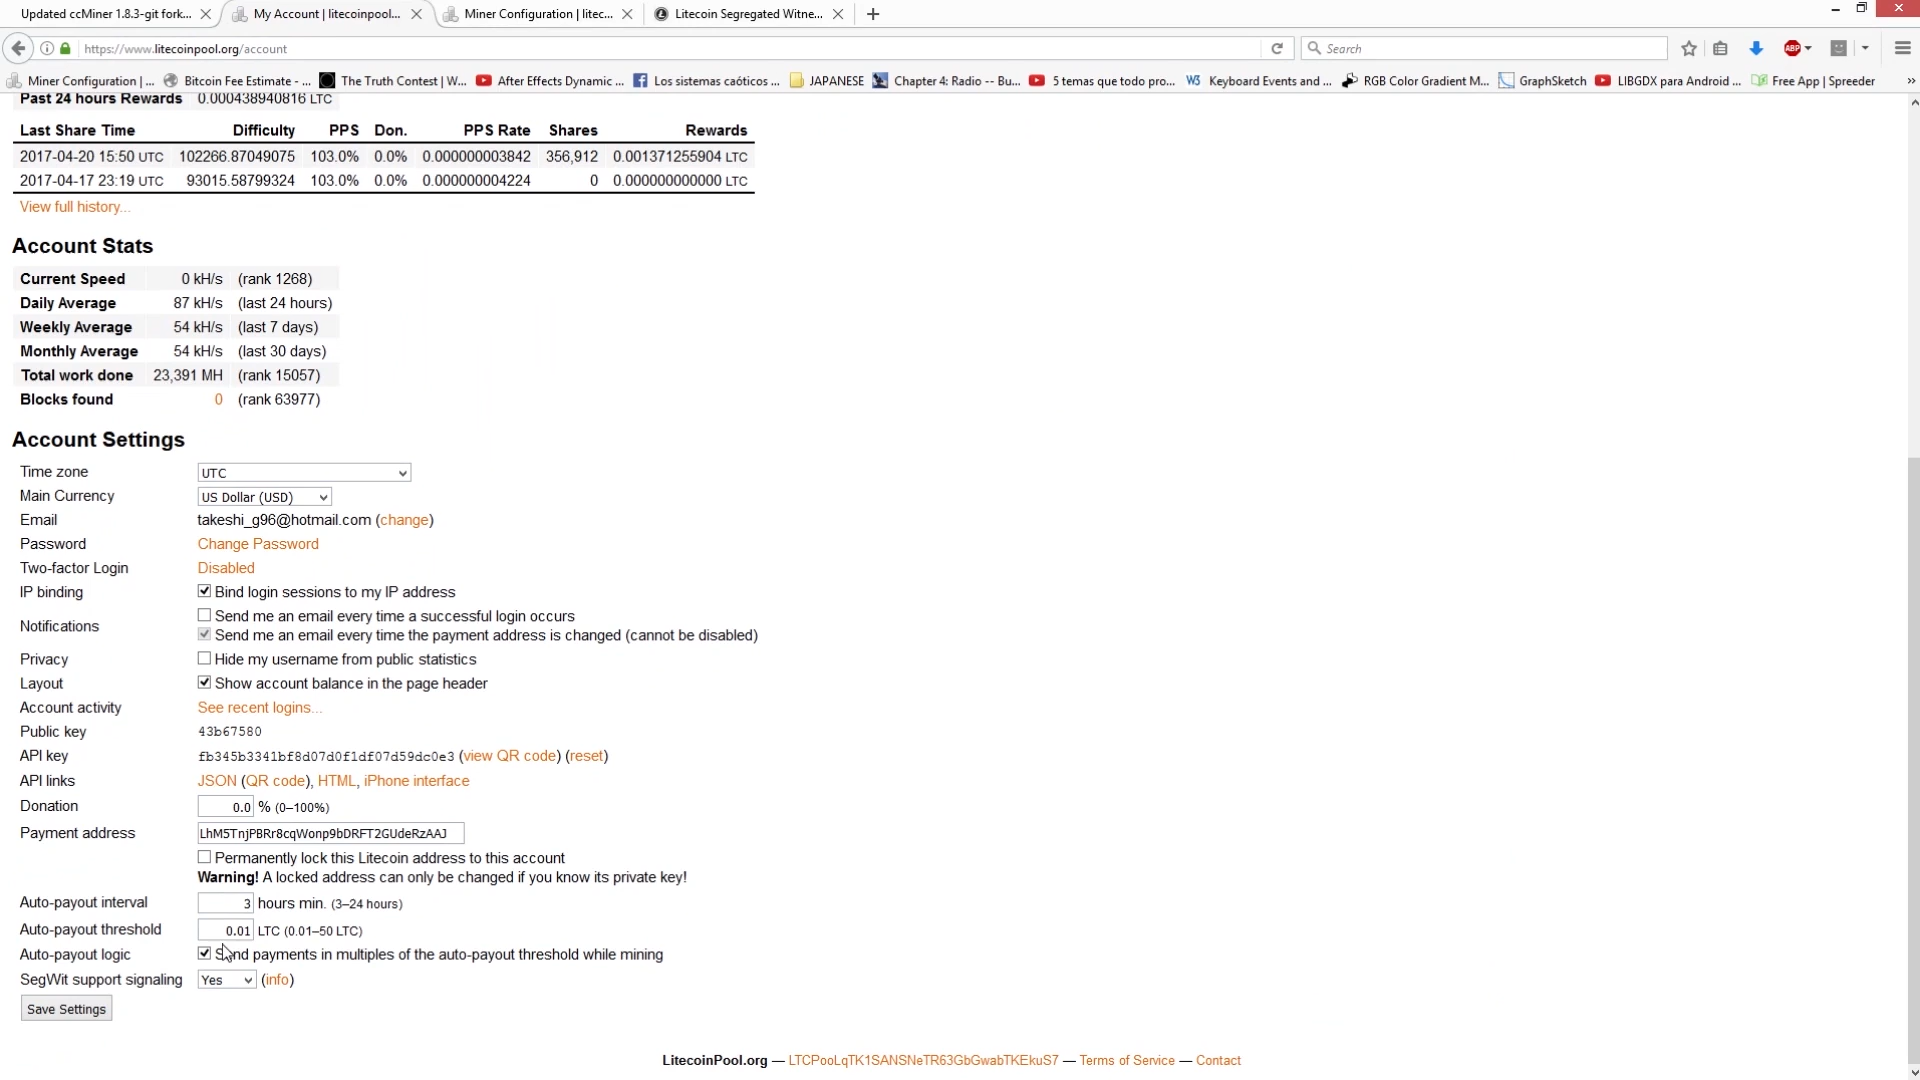 Updated ccMiner 1.8.3-git fork... My Account | litecoinpool... Miner Configuration | litec... Litecoin Segregated Witne...
https://www.litecoinpool.org/account Search ABP
Miner Configuration | ... Bitcoin Fee Estimate - ... The Truth Contest | W... After Effects Dynamic ... Los sistemas caóticos ... JAPANESE Chapter 4: Radio -- Bu... 5 temas que todo pro... W3 Keyboard Events and ... RGB Color Gradient M... GraphSketch LIBGDX para Android ... Free App | Spreeder »
Past 24 hours Rewards 0.000438940816 LTC
Last Share Time Difficulty PPS Don. PPS Rate Shares Rewards
2017-04-20 15:50 UTC 102266.87049075 103.0% 0.0% 0.000000003842 356,912 0.001371255904 LTC
2017-04-17 23:19 UTC 93015.58799324 103.0% 0.0% 0.000000004224 0 0.000000000000 LTC
View full history...
Account Stats
Current Speed 0 kH/s (rank 1268)
Daily Average 87 kH/s (last 24 hours)
Weekly Average 54 kH/s (last 7 days)
Monthly Average 54 kH/s (last 30 days)
Total work done 23,391 MH (rank 15057)
Blocks found 0 (rank 63977)
Account Settings
Time zone UTC
Main Currency US Dollar (USD)
Email takeshi_g96@hotmail.com (change)
Password Change Password
Two-factor Login Disabled
IP binding Bind login sessions to my IP address
Notifications Send me an email every time a successful login occurs
Send me an email every time the payment address is changed (cannot be disabled)
Privacy Hide my username from public statistics
Layout Show account balance in the page header
Account activity See recent logins...
Public key 43b67580
API key fb345b3341bf8d07d0f1df07d59dc0e3 (view QR code) (reset)
API links JSON (QR code), HTML, iPhone interface
Donation 0.0 % (0–100%)
Payment address LhM5TnjPBRr8cqWonp9bDRFT2GUdeRzAAJ
Permanently lock this Litecoin address to this account
Warning! A locked address can only be changed if you know its private key!
Auto-payout interval 3 hours min. (3–24 hours)
Auto-payout threshold 0.01 LTC (0.01–50 LTC)
Auto-payout logic Send payments in multiples of the auto-payout threshold while mining
SegWit support signaling Yes (info)
Save Settings
LitecoinPool.org — LTCPooLqTK1SANSNeTR63GbGwabTKEkuS7 — Terms of Service — Contact